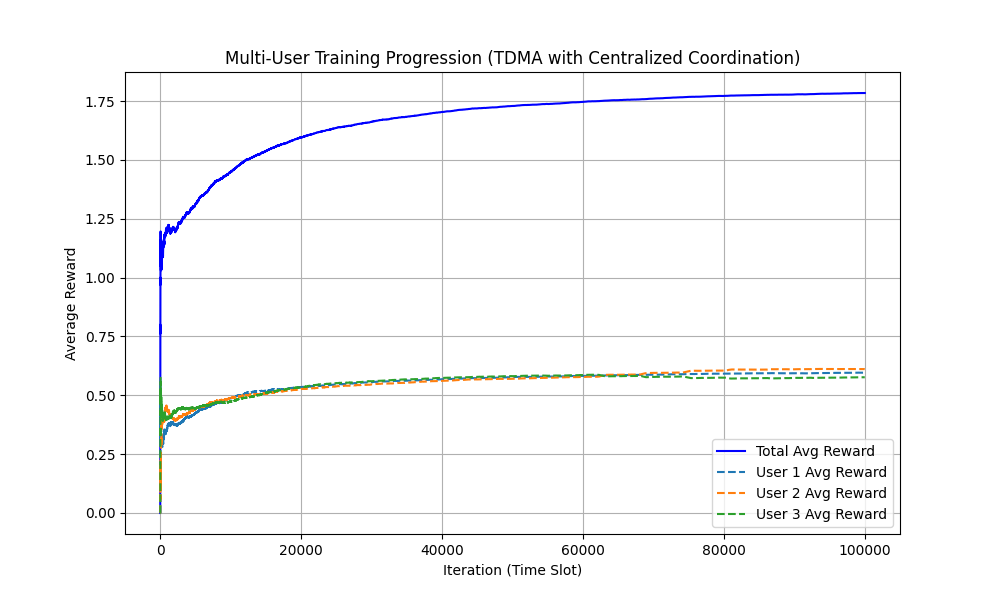 Multi-User Training Progression (TDMA with Centralized Coordination)
Average Reward
1.75
1.50
1.25
1.00
0.75
0.50
0.25
0.00
Total Avg Reward
User 1 Avg Reward
User 2 Avg Reward
User 3 Avg Reward
0 20000 40000 60000 80000 100000
Iteration (Time Slot)